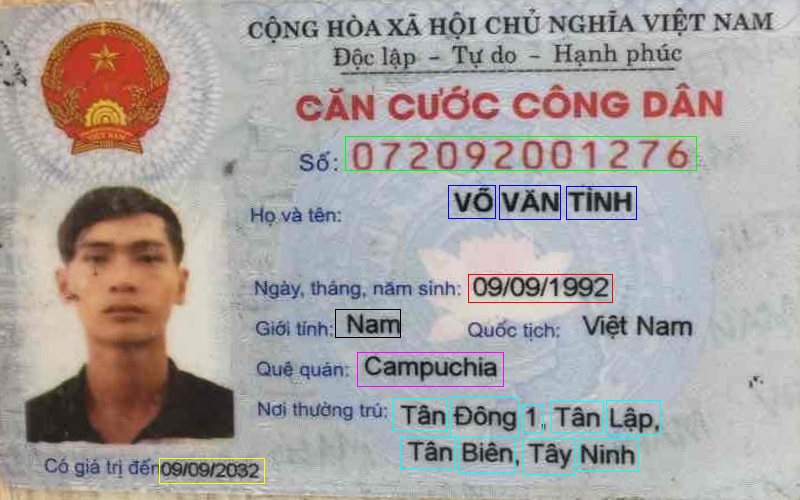 CỘNG HÒA XÃ HỘI CHỦ NGHĨA VIỆT NAM
Độc lập - Tự do - Hạnh phúc
CĂN CƯỚC CÔNG DÂN
Số: 072092001276
Họ và tên: VÕ VĂN TÌNH
Ngày, tháng, năm sinh: 09/09/1992
Giới tính: Nam Quốc tịch: Việt Nam
Quê quán: Campuchia
Nơi thường trú: Tân Đông 1, Tân Lập,
Tân Biên, Tây Ninh
Có giá trị đến 09/09/2032